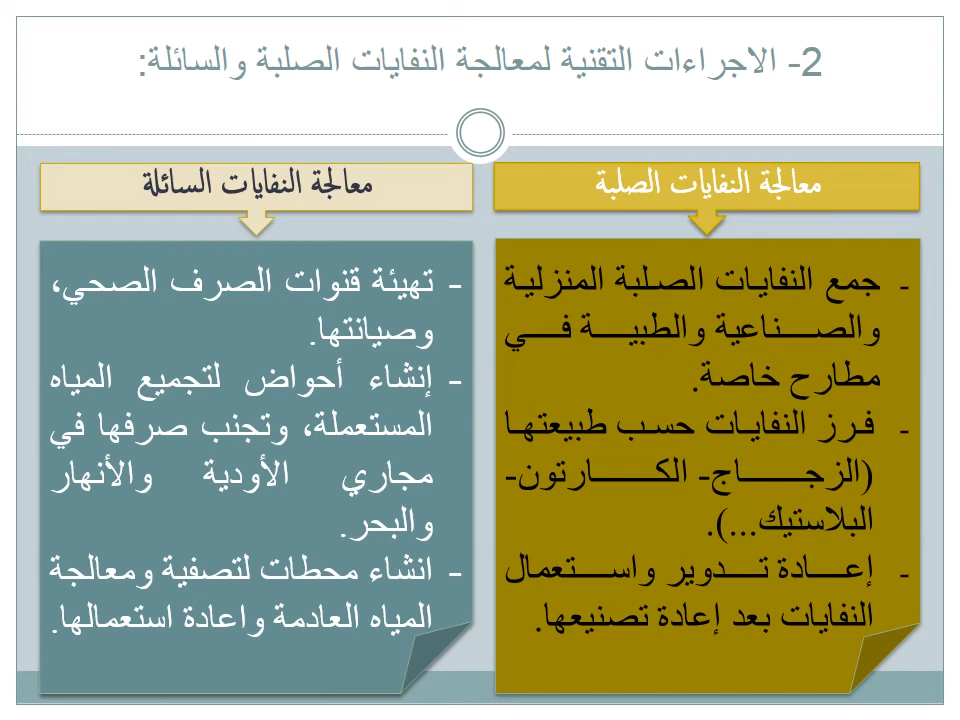 2- الاجراءات التقنية لمعالجة النفايات الصلبة والسائلة:
معالجة النفايات الصلبة
- جمع النفايات الصلبة المنزلية
والصناعية والطبية في
مطارح خاصة.
- فرز النفايات حسب طبيعتها
(الزجاج- الكارتون-
البلاستيك...).
- إعادة تدوير واستعمال
النفايات بعد إعادة تصنيعها.
معالجة النفايات السائلة
- تهيئة قنوات الصرف الصحي،
وصيانتها.
- إنشاء أحواض لتجميع المياه
المستعملة، وتجنب صرفها في
مجاري الأودية والأنهار
والبحر.
- انشاء محطات لتصفية ومعالجة
المياه العادمة واعادة استعمالها.